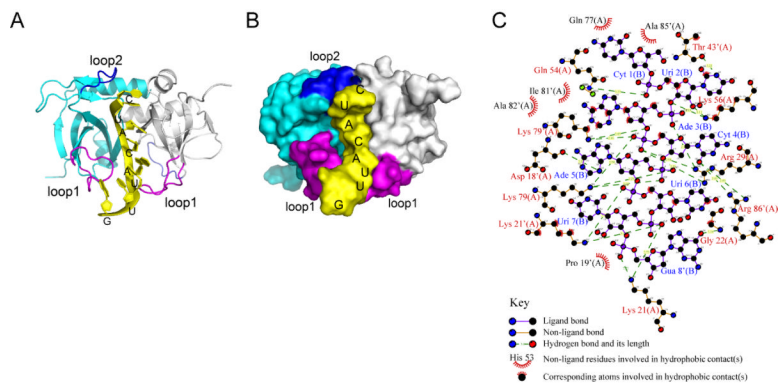 A
loop2
C
U
A
C
A
U
U
loop1
loop1
G
B
loop2
C
U
A
C
A
U
U
loop1
loop1
G
C
Gln 77(A)
Ala 85'(A)
Thr 43'(A)
Cyt 1(B)
Uri 2(B)
Gln 54(A)
Ile 81'(A)
Lys 56(A)
Ala 82'(A)
Ade 3(B)
Lys 79'(A)
Cyt 4(B)
Arg 29(A)
Asp 18'(A)
Ade 5(B)
Lys 79(A)
Uri 6(B)
Arg 86'(A)
Lys 21'(A)
Uri 7(B)
Gly 22(A)
Pro 19'(A)
Gua 8'(B)
Lys 21(A)
Key
Ligand bond
Non-ligand bond
Hydrogen bond and its length
His 53
Non-ligand residues involved in hydrophobic contact(s)
Corresponding atoms involved in hydrophobic contact(s)